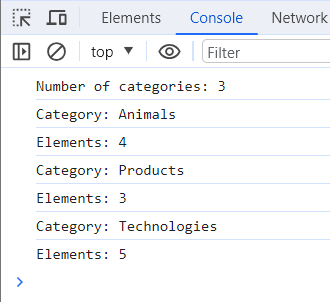 Elements Console Network
top Filter
Number of categories: 3
Category: Animals
Elements: 4
Category: Products
Elements: 3
Category: Technologies
Elements: 5